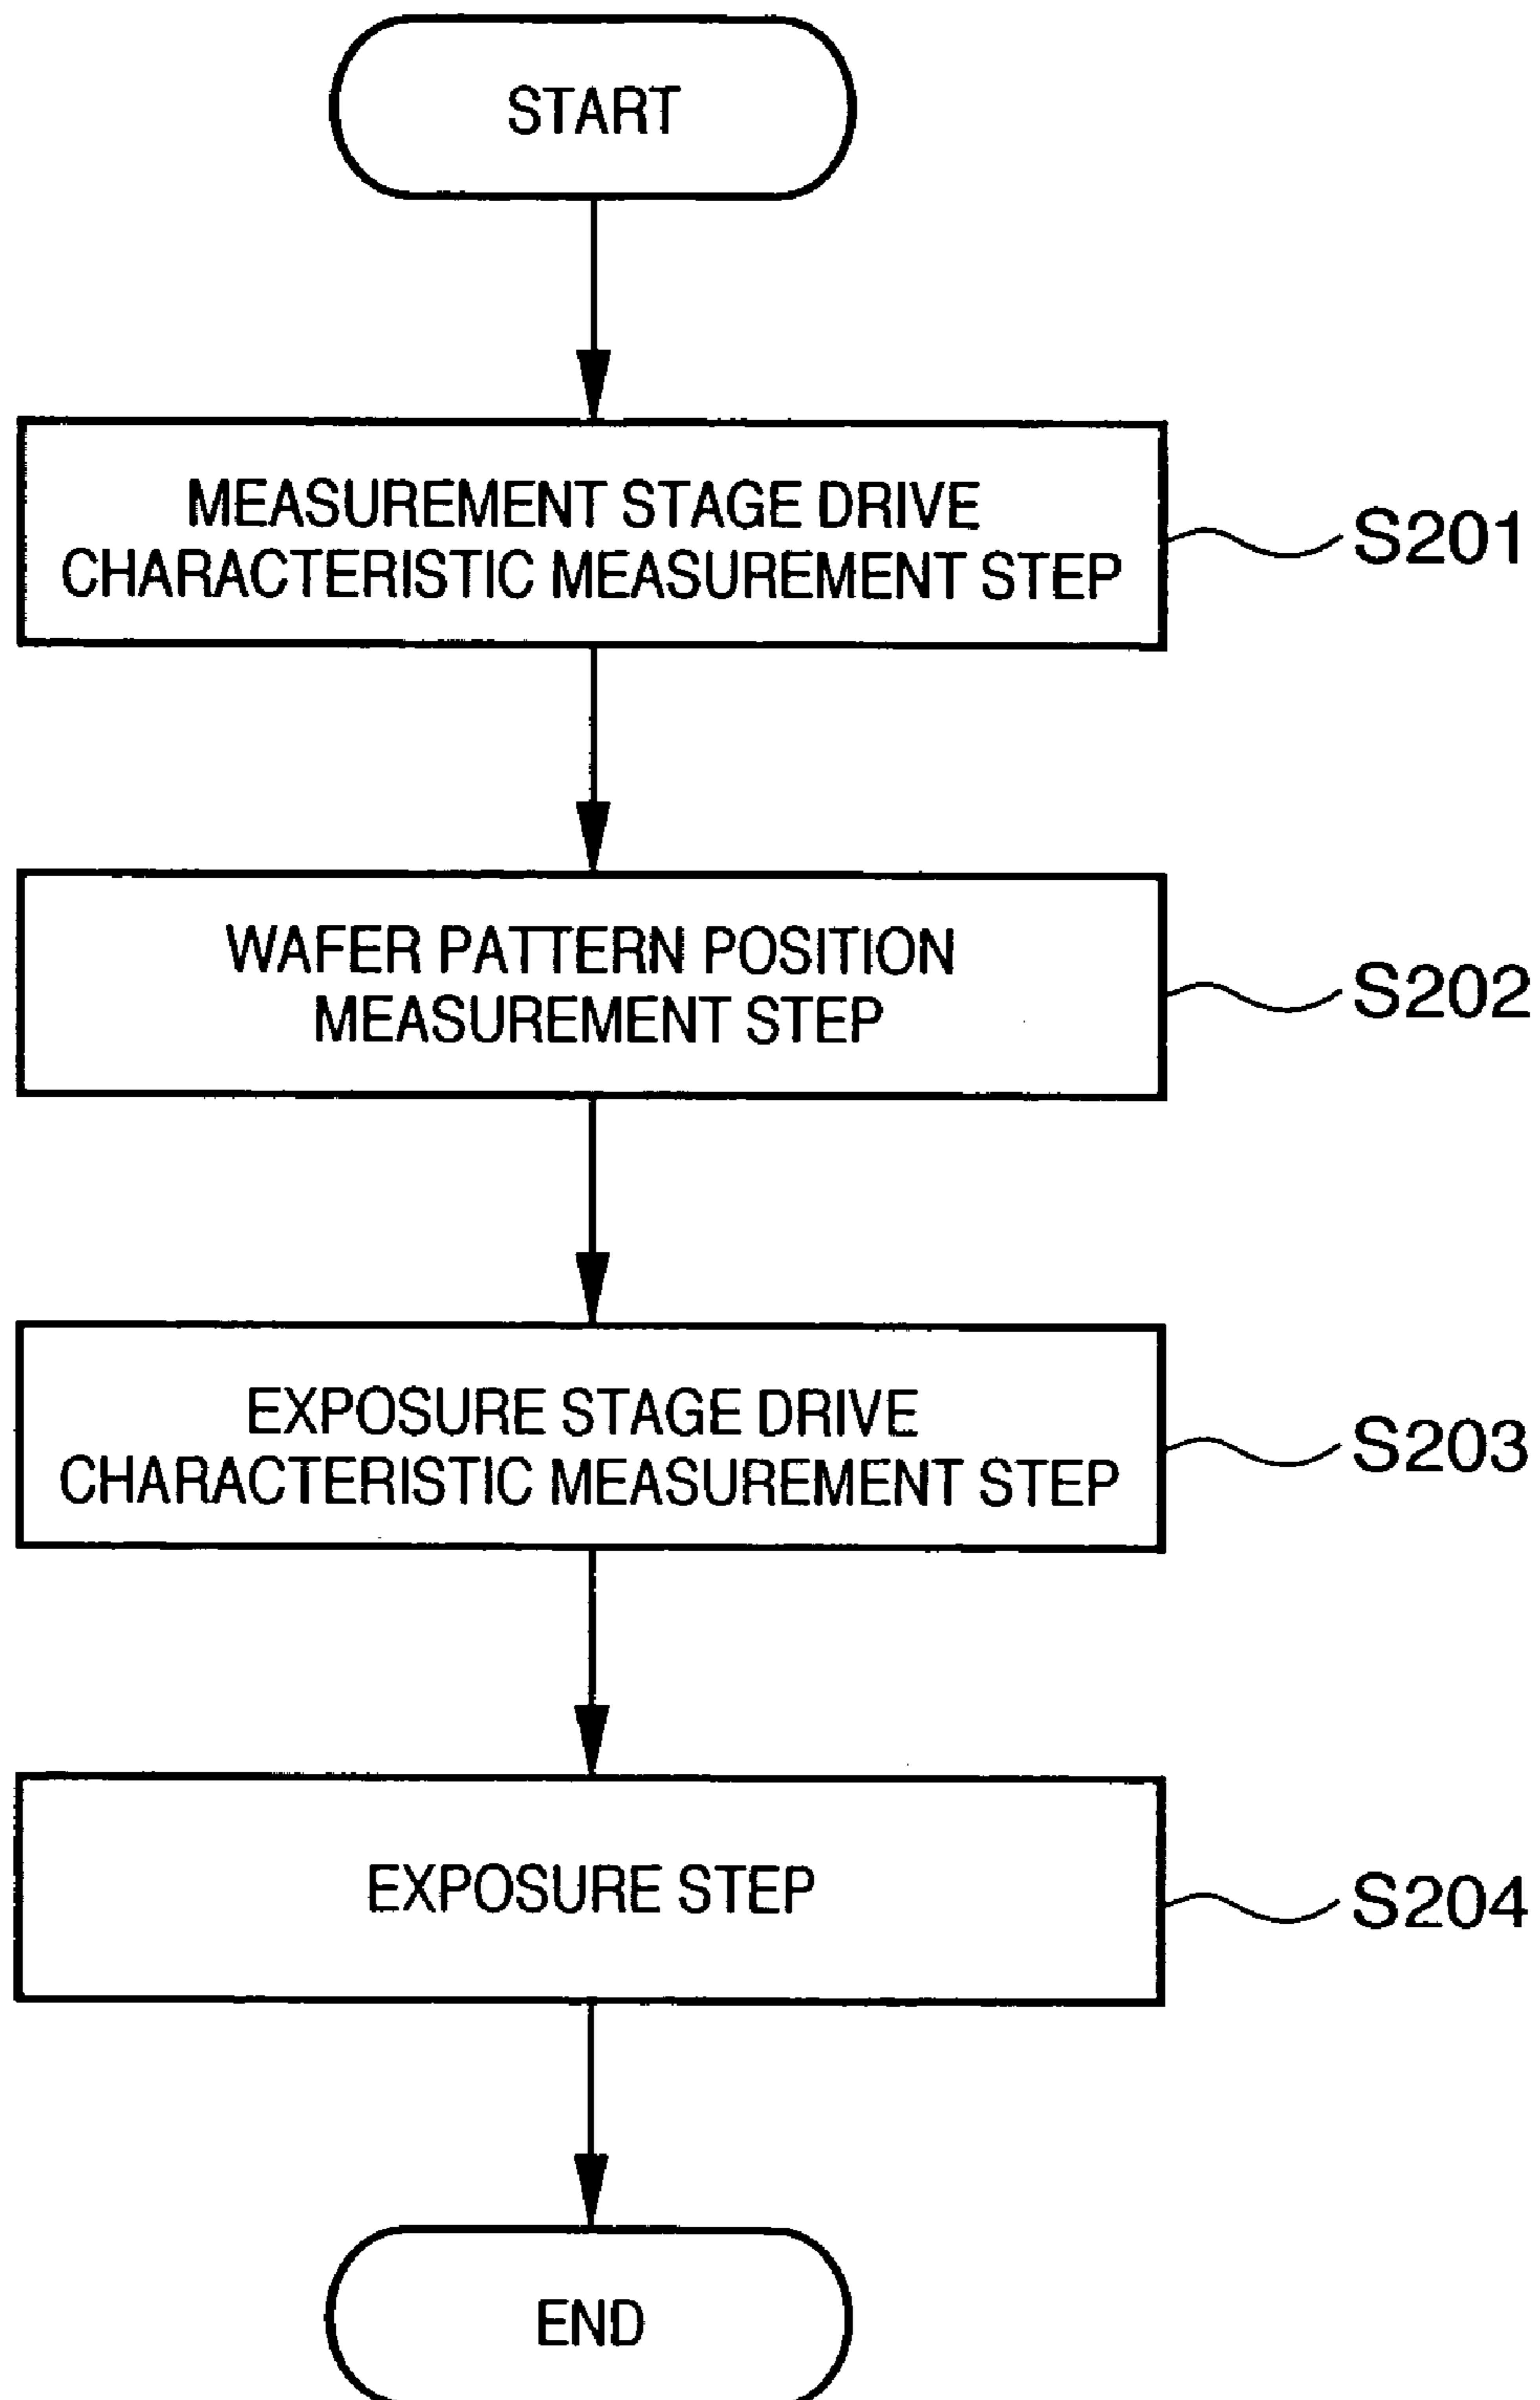 START
MEASUREMENT STAGE DRIVE
CHARACTERISTIC MEASUREMENT STEP
S201
WAFER PATTERN POSITION
MEASUREMENT STEP
S202
EXPOSURE STAGE DRIVE
CHARACTERISTIC MEASUREMENT STEP
S203
EXPOSURE STEP
S204
END